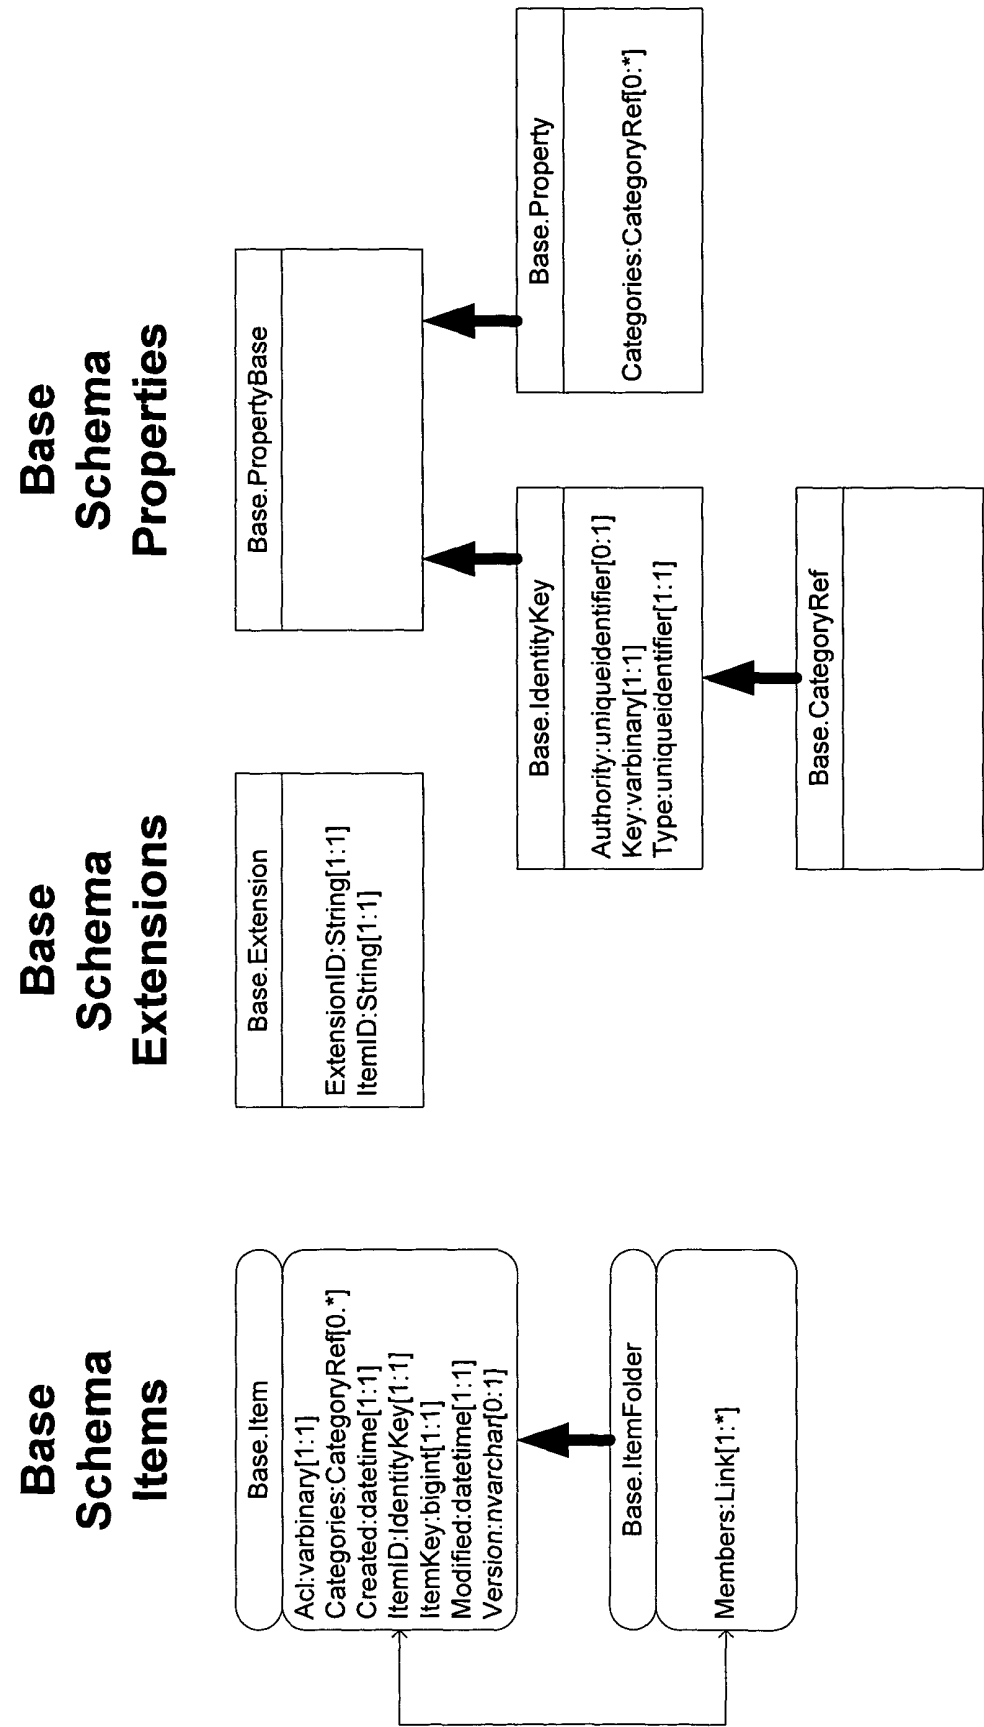 Base
Schema
Items
Base.Item
Acl:varbinary[1:1]
Categories:CategoryRef[0.*]
Created:datetime[1:1]
ItemID:IdentityKey[1:1]
ItemKey:bigint[1:1]
Modified:datetime[1:1]
Version:nvarchar[0:1]
Base.ItemFolder
Members:Link[1:*]
Base
Schema
Extensions
Base.Extension
ExtensionID:String[1:1]
ItemID:String[1:1]
Base
Schema
Properties
Base.PropertyBase
Base.IdentityKey
Authority:uniqueidentifier[0:1]
Key:varbinary[1:1]
Type:uniqueidentifier[1:1]
Base.Property
Categories:CategoryRef[0:*]
Base.CategoryRef